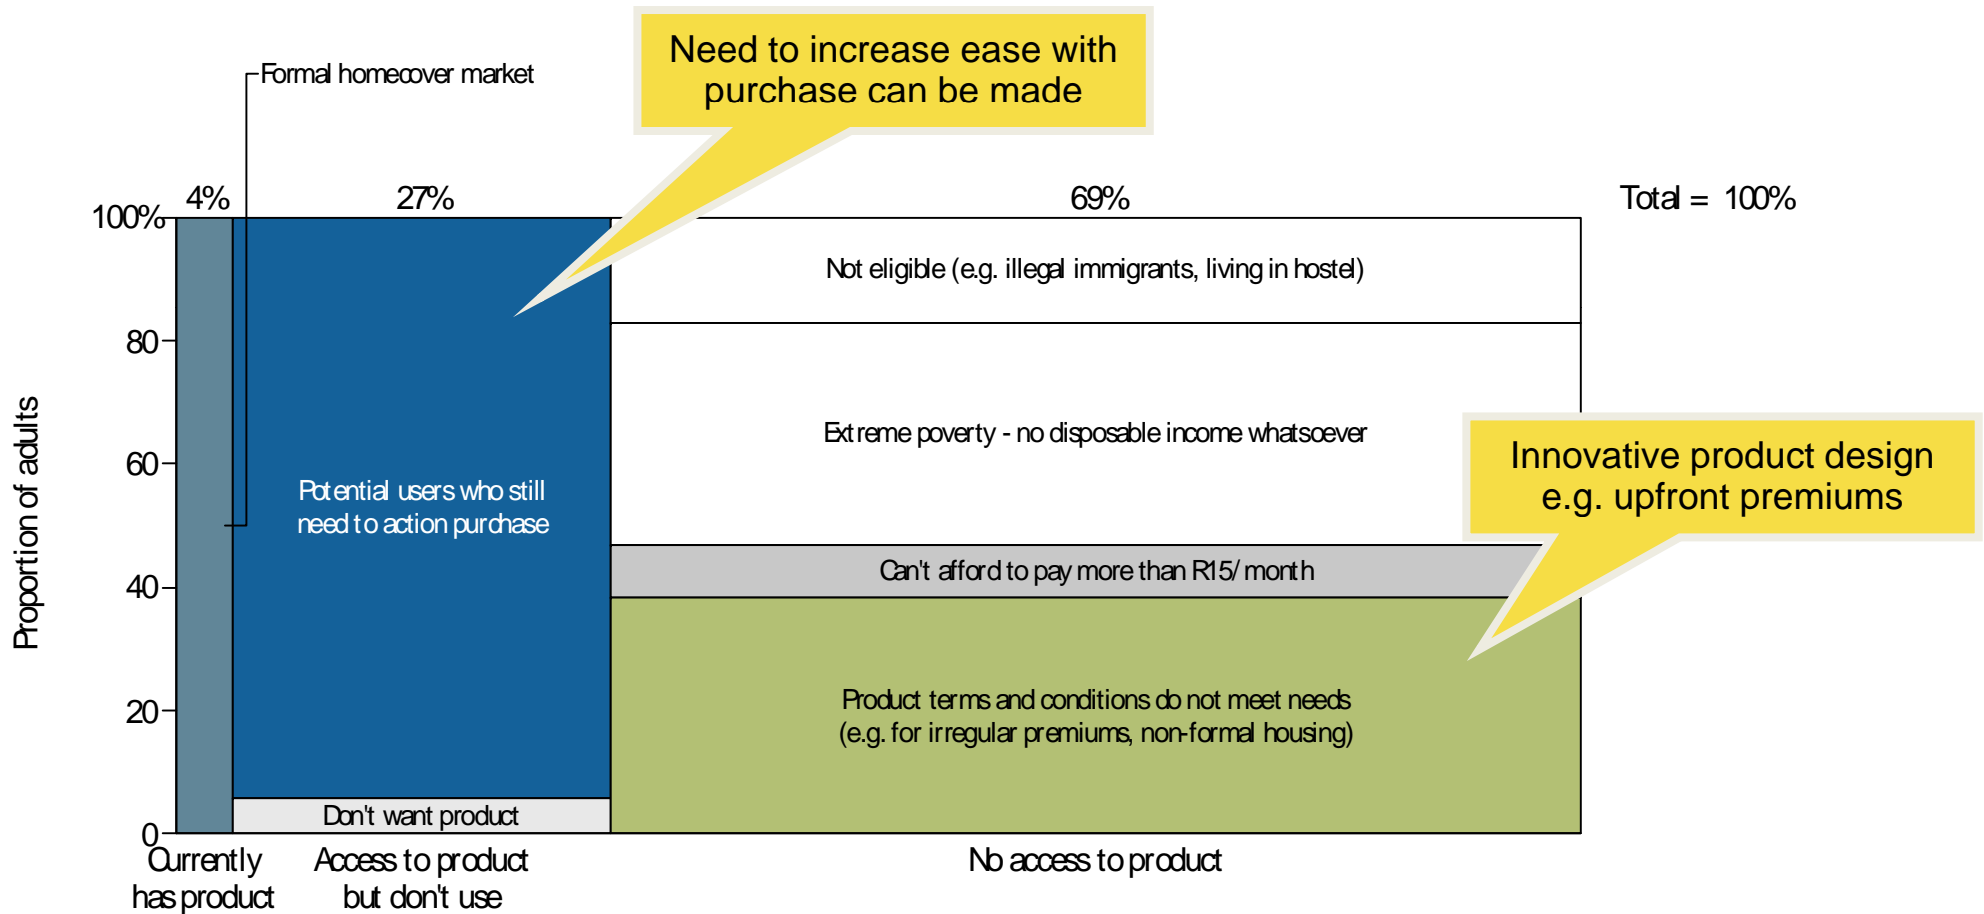 Need to increase ease with
purchase can be made
Formal homecover market
4%
27%
69%
Total = 100%
100%
80
60
40
20
0
Proportion of adults
Not eligible (e.g. illegal immigrants, living in hostel)
Extreme poverty - no disposable income whatsoever
Innovative product design
e.g. upfront premiums
Potential users who still
need to action purchase
Can't afford to pay more than R15/month
Product terms and conditions do not meet needs
(e.g. for irregular premiums, non-formal housing)
Don't want product
Currently
has product
Access to product
but don't use
No access to product